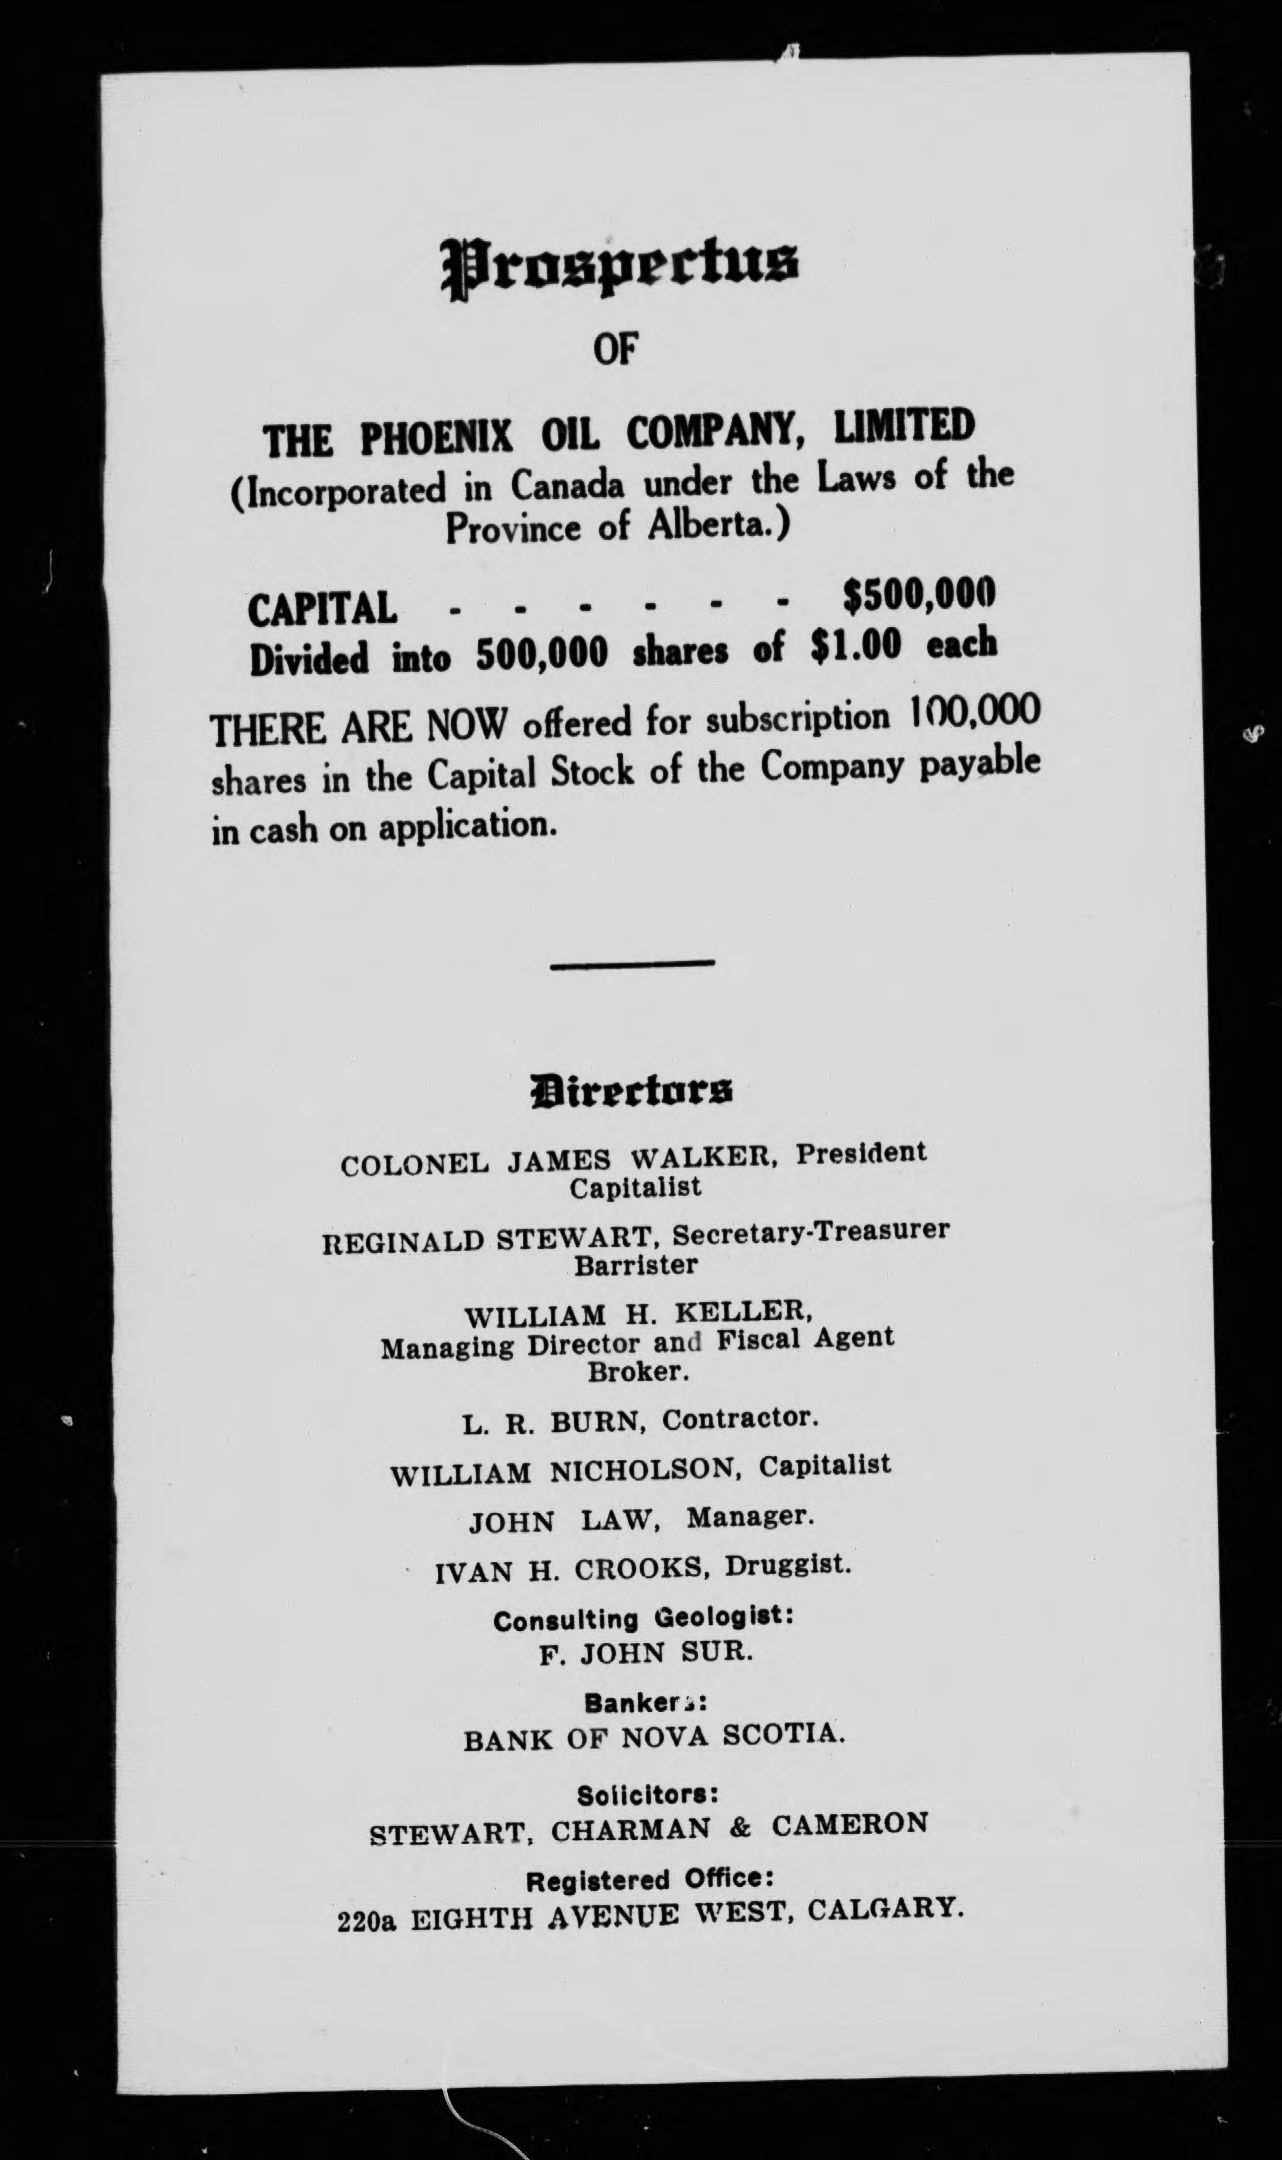 Prospectus
OF
THE PHOENIX OIL COMPANY, LIMITED
(Incorporated in Canada under the Laws of the
Province of Alberta.)
CAPITAL - - - - - - $500,000
Divided into 500,000 shares of $1.00 each
THERE ARE NOW offered for subscription 100,000
shares in the Capital Stock of the Company payable
in cash on application.
Directors
COLONEL JAMES WALKER, President
Capitalist
REGINALD STEWART, Secretary-Treasurer
Barrister
WILLIAM H. KELLER,
Managing Director and Fiscal Agent
Broker.
L. R. BURN, Contractor.
WILLIAM NICHOLSON, Capitalist
JOHN LAW, Manager.
IVAN H. CROOKS, Druggist.
Consulting Geologist:
F. JOHN SUR.
Bankers:
BANK OF NOVA SCOTIA.
Solicitors:
STEWART, CHARMAN & CAMERON
Registered Office:
220a EIGHTH AVENUE WEST, CALGARY.